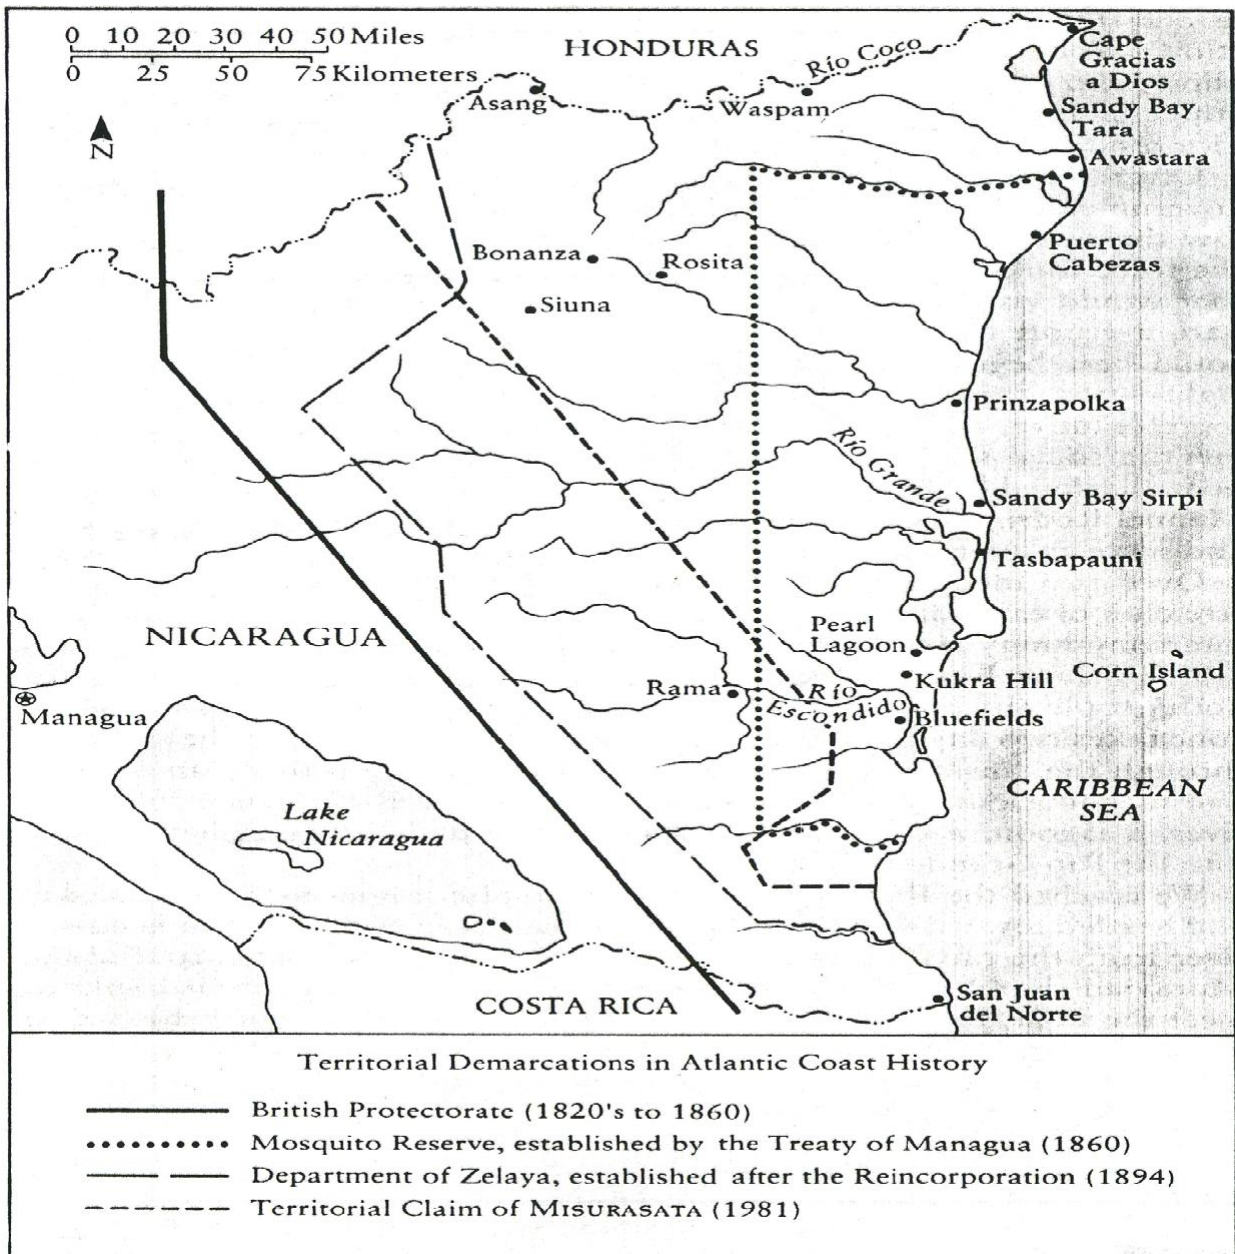 0 10 20 30 40 50 Miles
0 25 50 75 Kilometers
N
HONDURAS
Río Coco
Cape
Gracias
a Dios
Asang
Waspam
Sandy Bay
Tara
Awastara
Puerto
Cabezas
Bonanza
Rosita
Siuna
Prinzapolka
Río Grande
Sandy Bay Sirpi
Tasbapauni
NICARAGUA
Pearl
Lagoon
Corn Island
Kukra Hill
Rama
Río
Escondido
Bluefields
Managua
CARIBBEAN
SEA
Lake
Nicaragua
COSTA RICA
San Juan
del Norte
Territorial Demarcations in Atlantic Coast History
British Protectorate (1820's to 1860)
Mosquito Reserve, established by the Treaty of Managua (1860)
Department of Zelaya, established after the Reincorporation (1894)
Territorial Claim of MISURASATA (1981)